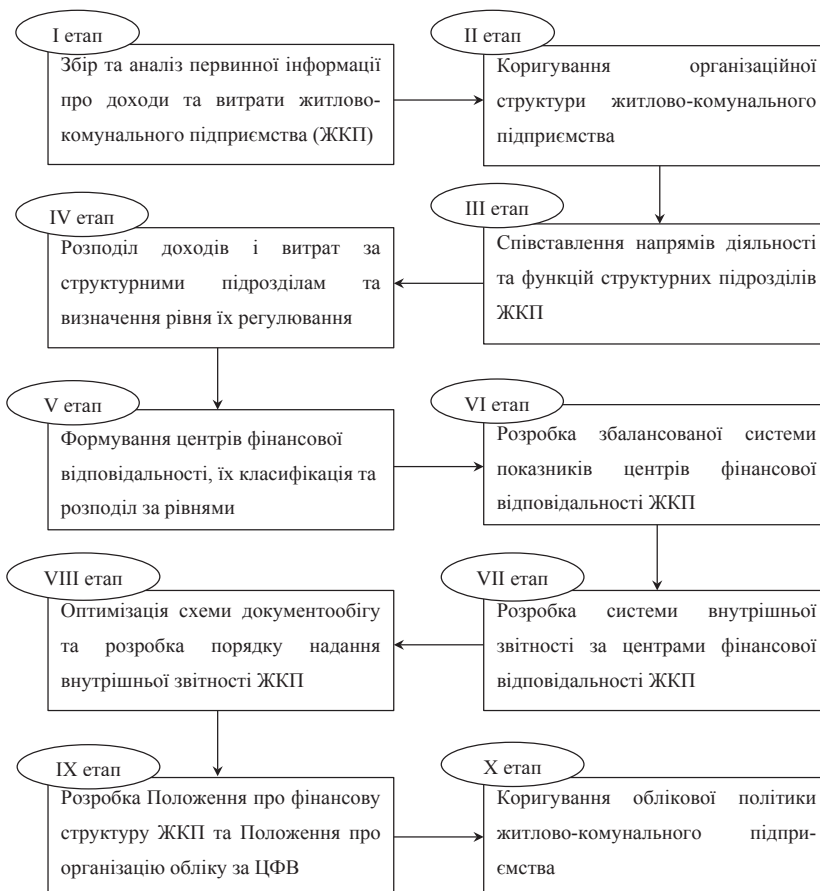 I етап
Збір та аналіз первинної інформації
про доходи та витрати житлово-
комунального підприємства (ЖКП)
II етап
Коригування організаційної
структури житлово-комунального
підприємства
III етап
Співставлення напрямів діяльності
та функцій структурних підрозділів
ЖКП
IV етап
Розподіл доходів і витрат за
структурними підрозділам та
визначення рівня їх регулювання
V етап
Формування центрів фінансової
відповідальності, їх класифікація та
розподіл за рівнями
VI етап
Розробка збалансованої системи
показників центрів фінансової
відповідальності ЖКП
VII етап
Розробка системи внутрішньої
звітності за центрами фінансової
відповідальності ЖКП
VIII етап
Оптимізація схеми документообігу
та розробка порядку надання
внутрішньої звітності ЖКП
IX етап
Розробка Положення про фінансову
структуру ЖКП та Положення про
організацію обліку за ЦФВ
X етап
Коригування облікової політики
житлово-комунального підпри-
ємства